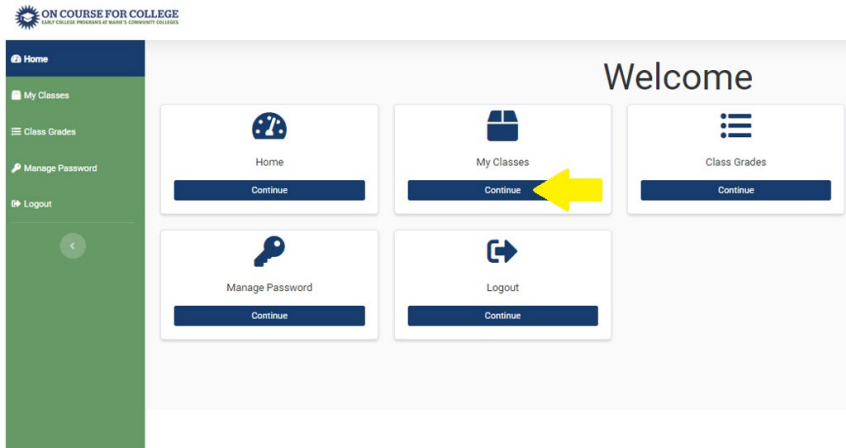 ON COURSE FOR COLLEGE
EARLY COLLEGE PROGRAMS AT MAINE'S COMMUNITY COLLEGES
Home
My Classes
Class Grades
Manage Password
Logout
Welcome
Home
Continue
My Classes
Continue
Class Grades
Continue
Manage Password
Continue
Logout
Continue